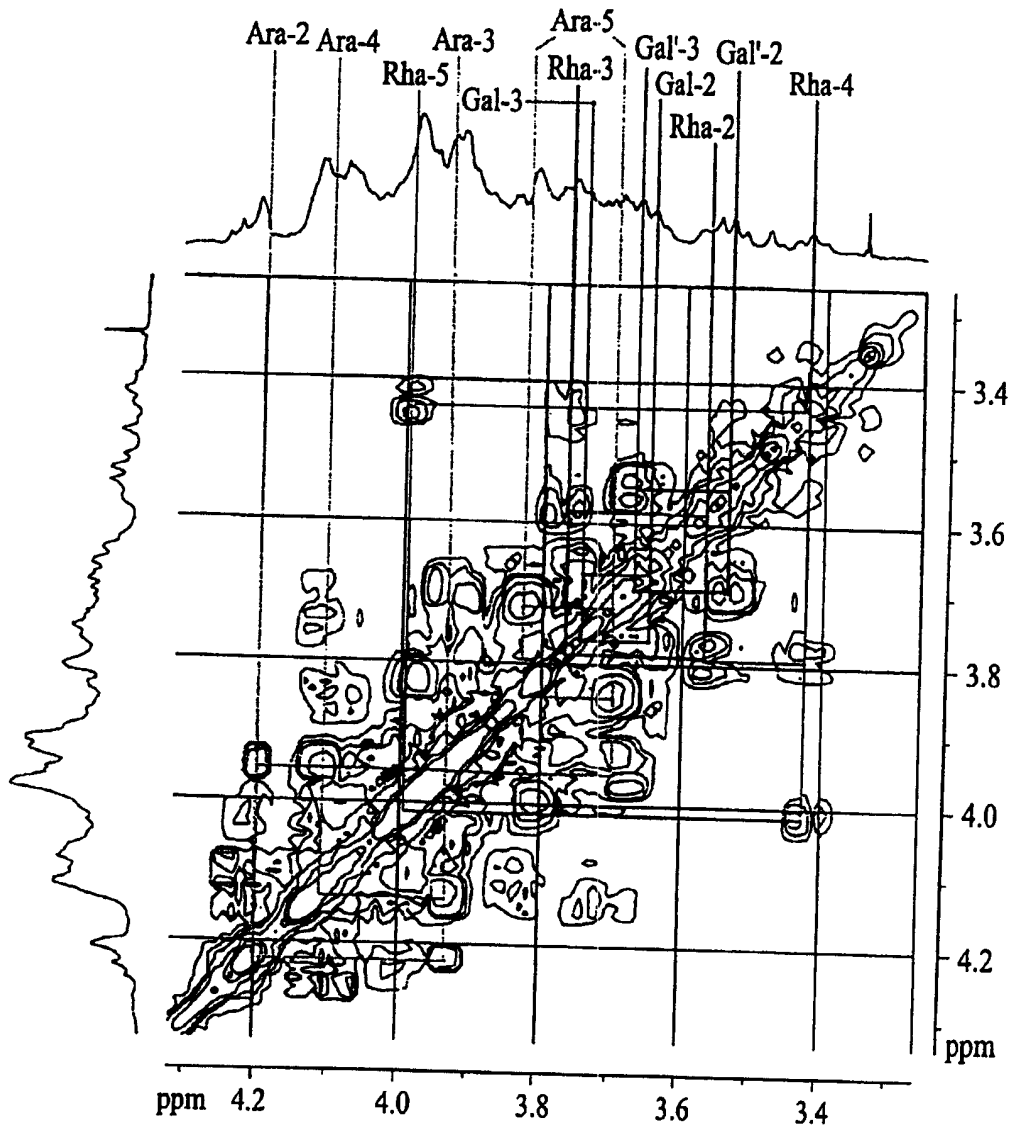 Ara-2
Ara-4
Ara-3
Ara-5
Gal'-3
Gal'-2
Rha-5
Rha-3
Gal-3
Gal-2
Rha-4
Rha-2
3.4
3.6
3.8
4.0
4.2
ppm
ppm 4.2 4.0 3.8 3.6 3.4